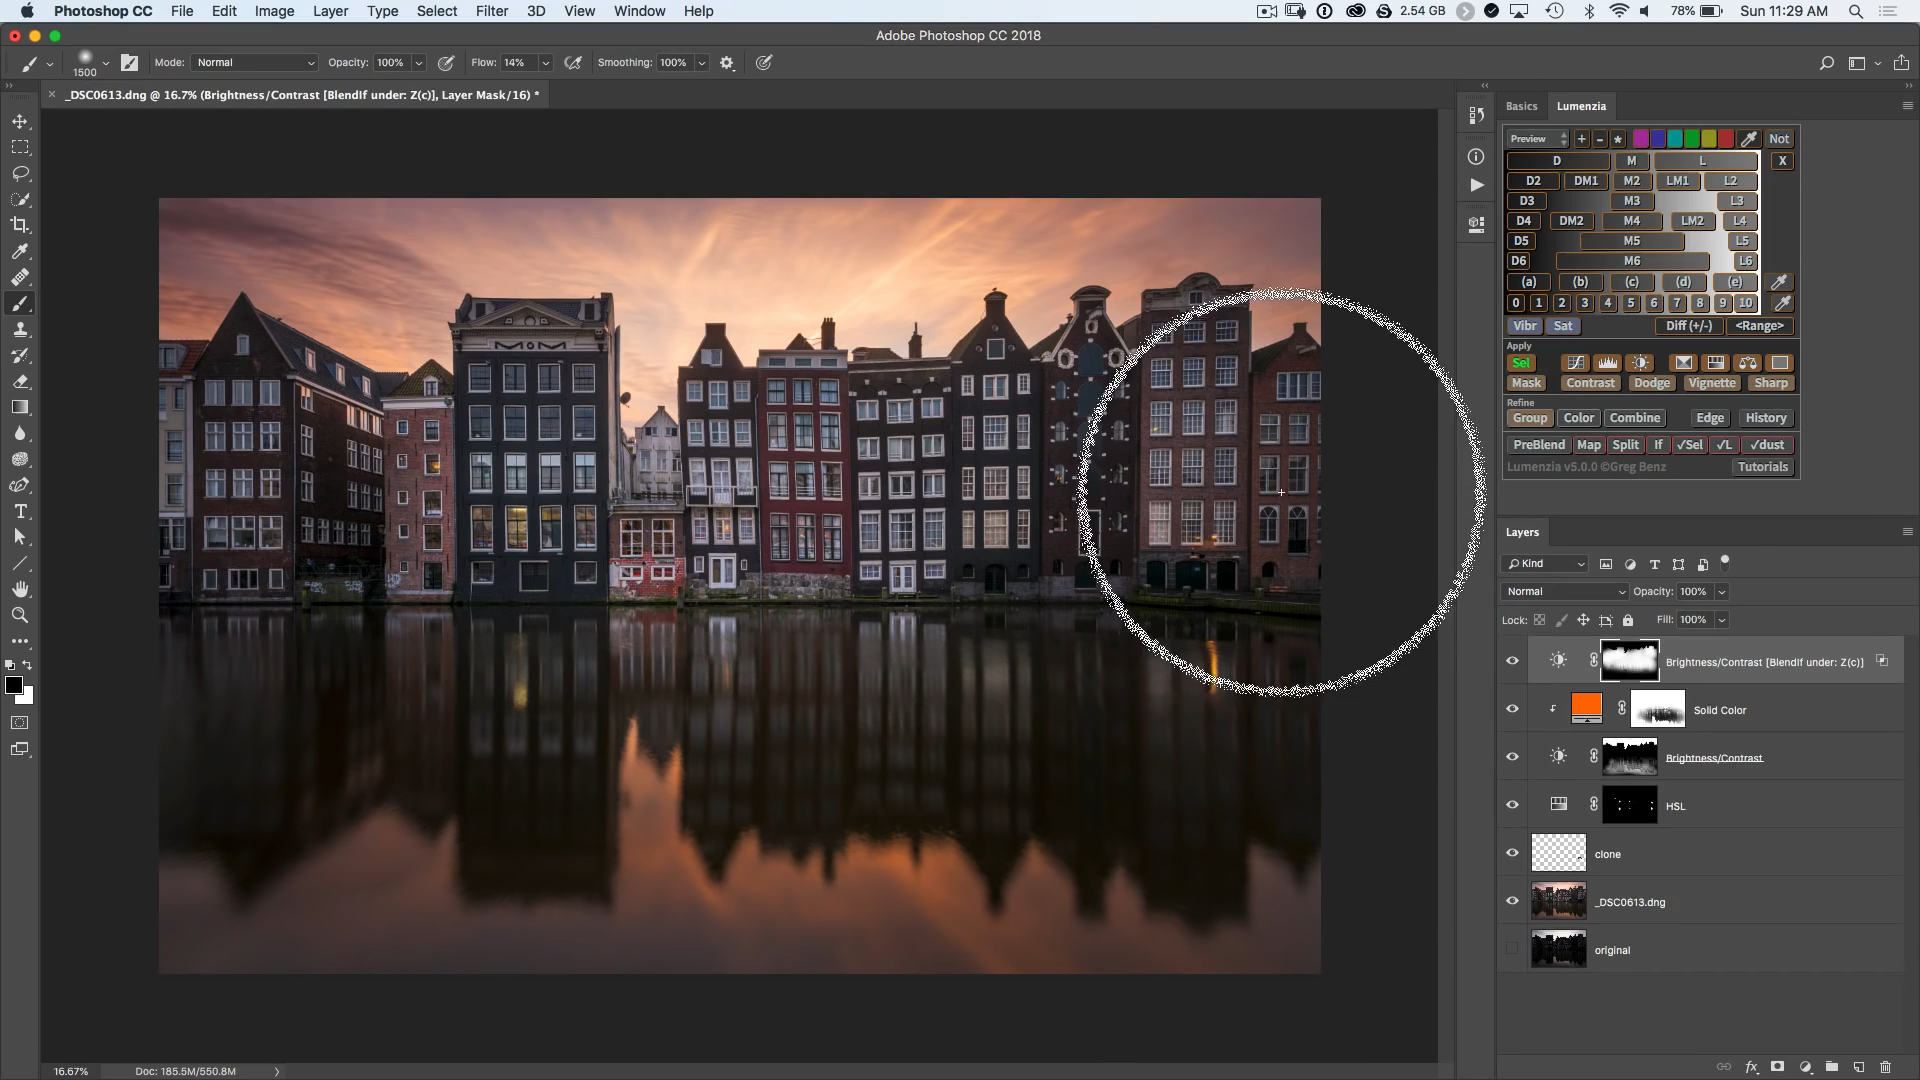 Photoshop CC File Edit Image Layer Type Select Filter 3D View Window Help 2.54 GB 78% Sun 11:29 AM
Adobe Photoshop CC 2018
1500 Mode: Normal Opacity: 100% Flow: 14% Smoothing: 100%
_DSC0613.dng @ 16.7% (Brightness/Contrast [BlendIf under: Z(c)], Layer Mask/16) *
Basics Lumenzia
Preview + - * Not
D M L X
D2 DM1 M2 LM1 L2
D3 M3 L3
D4 DM2 M4 LM2 L4
D5 M5 L5
D6 M6 L6
(a) (b) (c) (d) (e)
0 1 2 3 4 5 6 7 8 9 10
Vibr Sat Diff (+/-) <Range>
Apply
Sel
Mask Contrast Dodge Vignette Sharp
Refine
Group Color Combine Edge History
PreBlend Map Split If √Sel √L √dust
Lumenzia v5.0.0 ©Greg Benz Tutorials
Layers
Kind
Normal Opacity: 100%
Lock: Fill: 100%
Brightness/Contrast [BlendIf under: Z(c)]
Solid Color
Brightness/Contrast
HSL
clone
_DSC0613.dng
original
16.67% Doc: 185.5M/550.8M